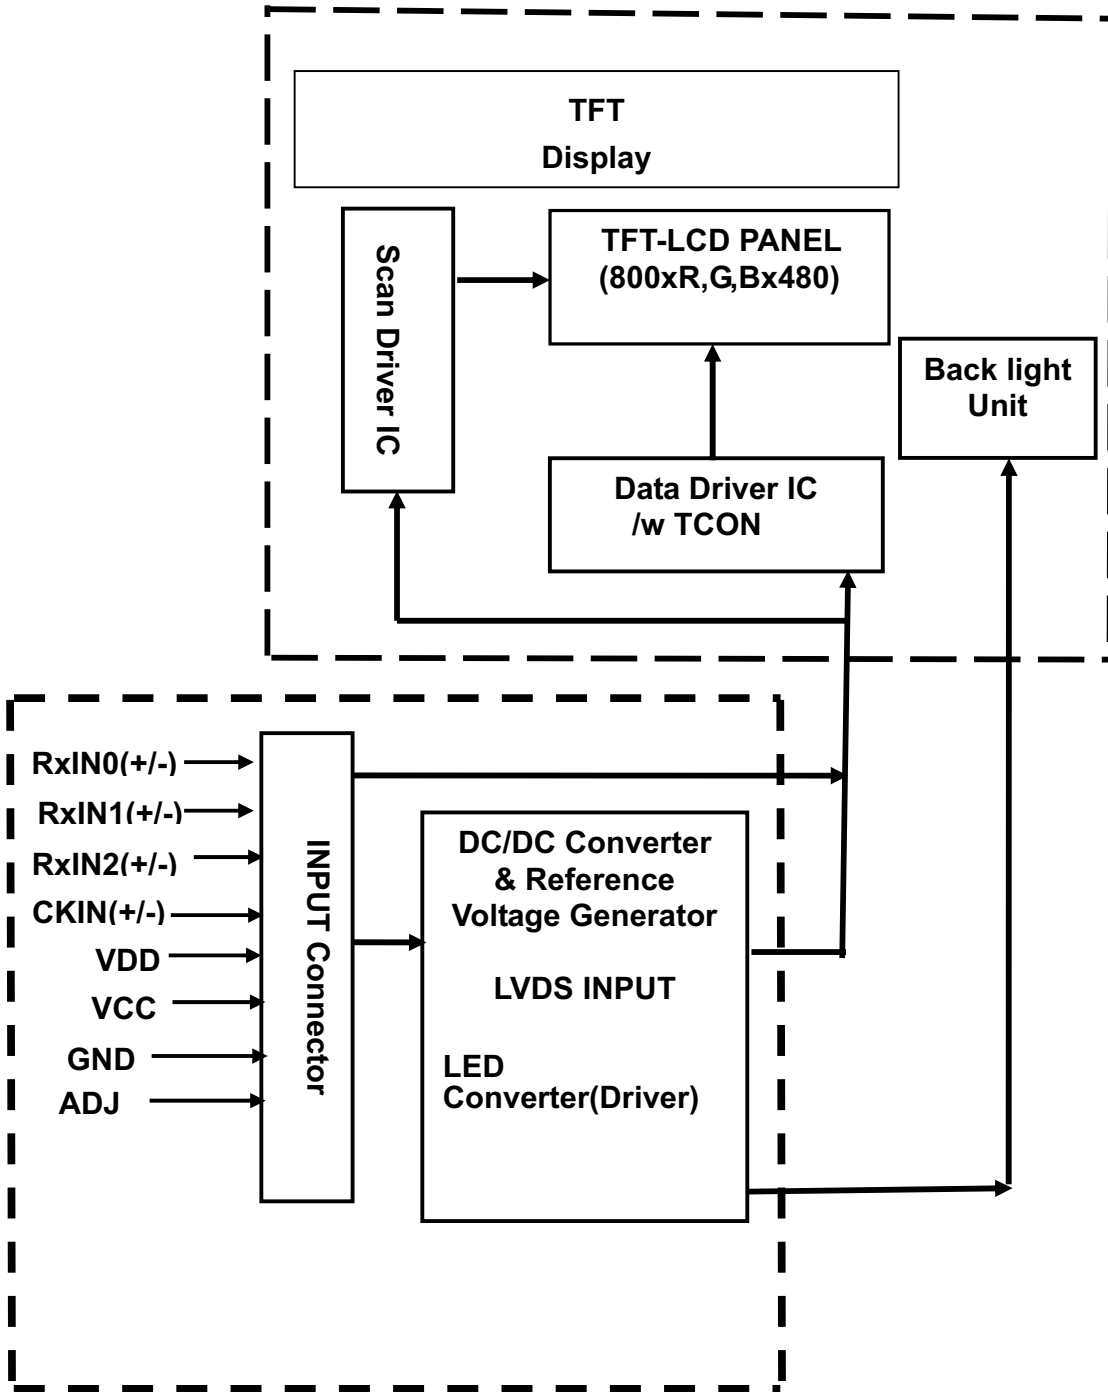 TFT
Display
Scan Driver IC
TFT-LCD PANEL
(800xR,G,Bx480)
Back light
Unit
Data Driver IC
/w TCON
RxIN0(+/-)
RxIN1(+/-)
RxIN2(+/-)
CKIN(+/-)
VDD
VCC
GND
ADJ
INPUT Connector
DC/DC Converter
& Reference
Voltage Generator
LVDS INPUT
LED
Converter(Driver)